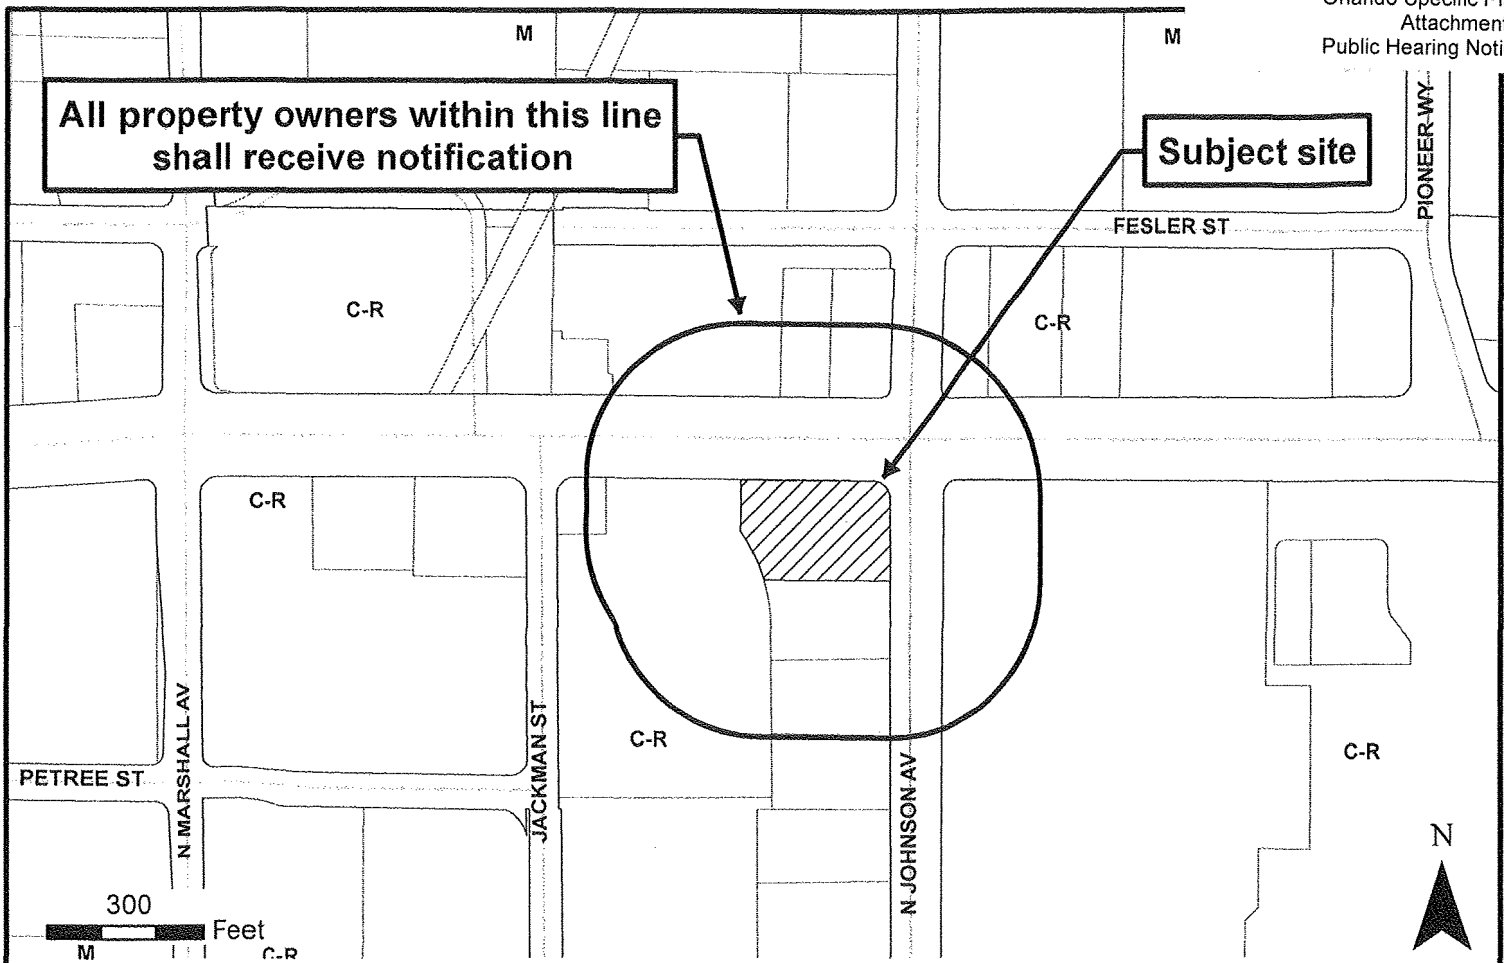 Attachment
Public Hearing
M
M
All property owners within this line
shall receive notification
Subject site
PIONEER WY
FESLER ST
C-R
C-R
C-R
N MARSHALL AV
JACKMAN ST
C-R
N JOHNSON AV
C-R
PETREE ST
N
300
Feet
M
C-R